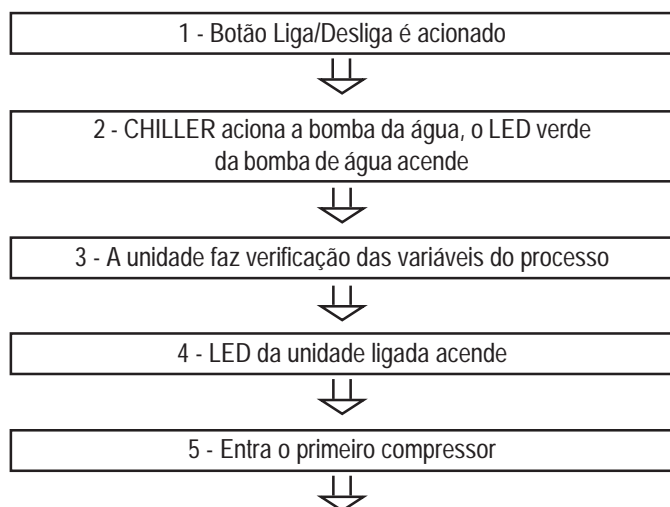 1 - Botão Liga/Desliga é acionado
2 - CHILLER aciona a bomba da água, o LED verde
da bomba de água acende
3 - A unidade faz verificação das variáveis do processo
4 - LED da unidade ligada acende
5 - Entra o primeiro compressor